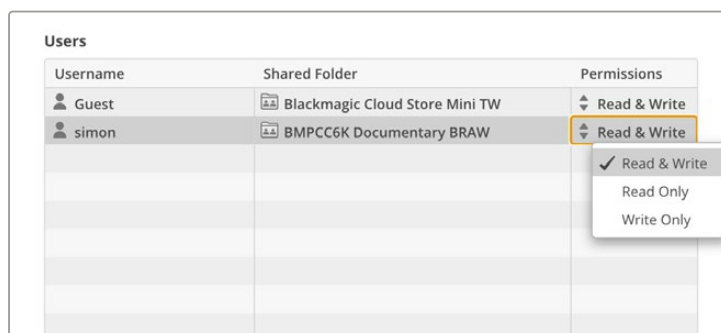 Users
Username Shared Folder Permissions
Guest Blackmagic Cloud Store Mini TW Read & Write
simon BMPCC6K Documentary BRAW Read & Write
Read & Write
Read Only
Write Only